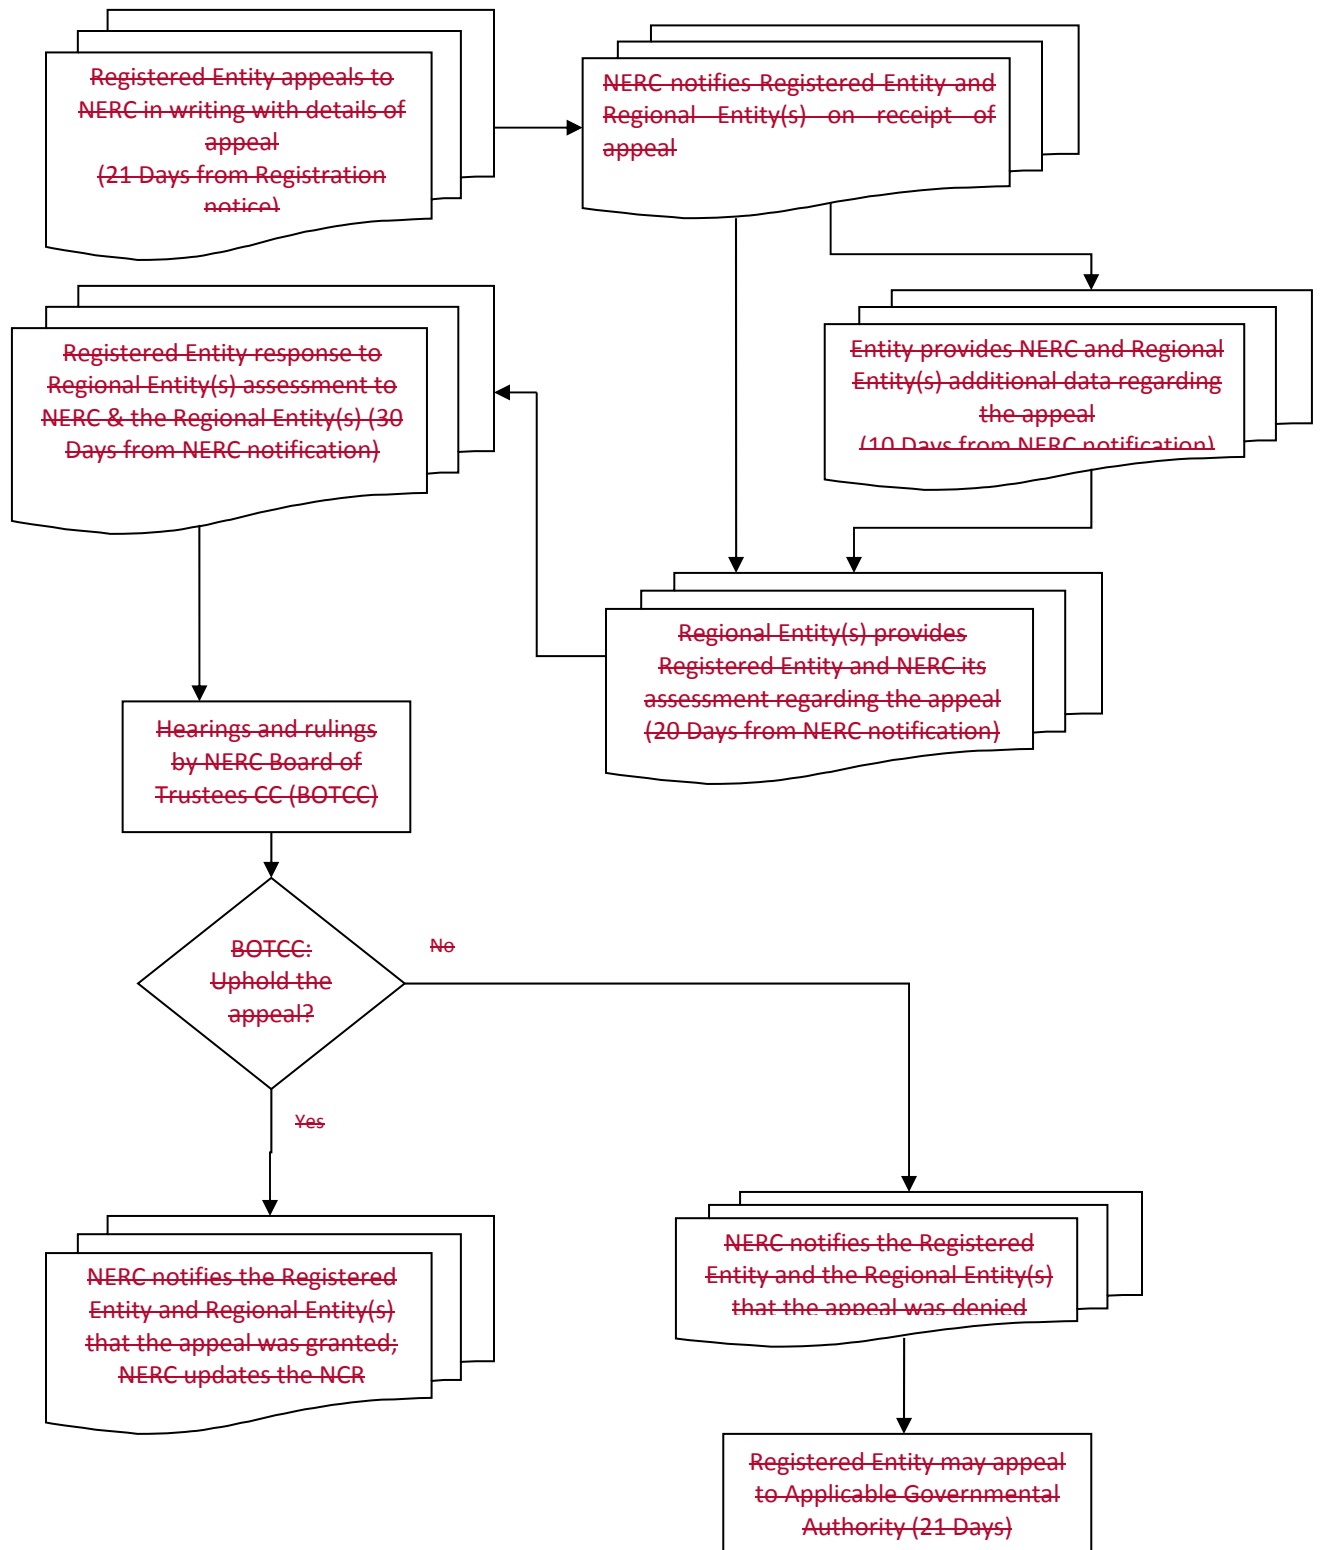 Registered Entity appeals to
NERC in writing with details of
appeal
(21 Days from Registration
notice)
NERC notifies Registered Entity and
Regional Entity(s) on receipt of
appeal
Entity provides NERC and Regional
Entity(s) additional data regarding
the appeal
(10 Days from NERC notification)
Registered Entity response to
Regional Entity(s) assessment to
NERC & the Regional Entity(s) (30
Days from NERC notification)
Regional Entity(s) provides
Registered Entity and NERC its
assessment regarding the appeal
(20 Days from NERC notification)
Hearings and rulings
by NERC Board of
Trustees CC (BOTCC)
BOTCC:
Uphold the
appeal?
No
Yes
NERC notifies the Registered
Entity and Regional Entity(s)
that the appeal was granted;
NERC updates the NCR
NERC notifies the Registered
Entity and the Regional Entity(s)
that the appeal was denied
Registered Entity may appeal
to Applicable Governmental
Authority (21 Days)